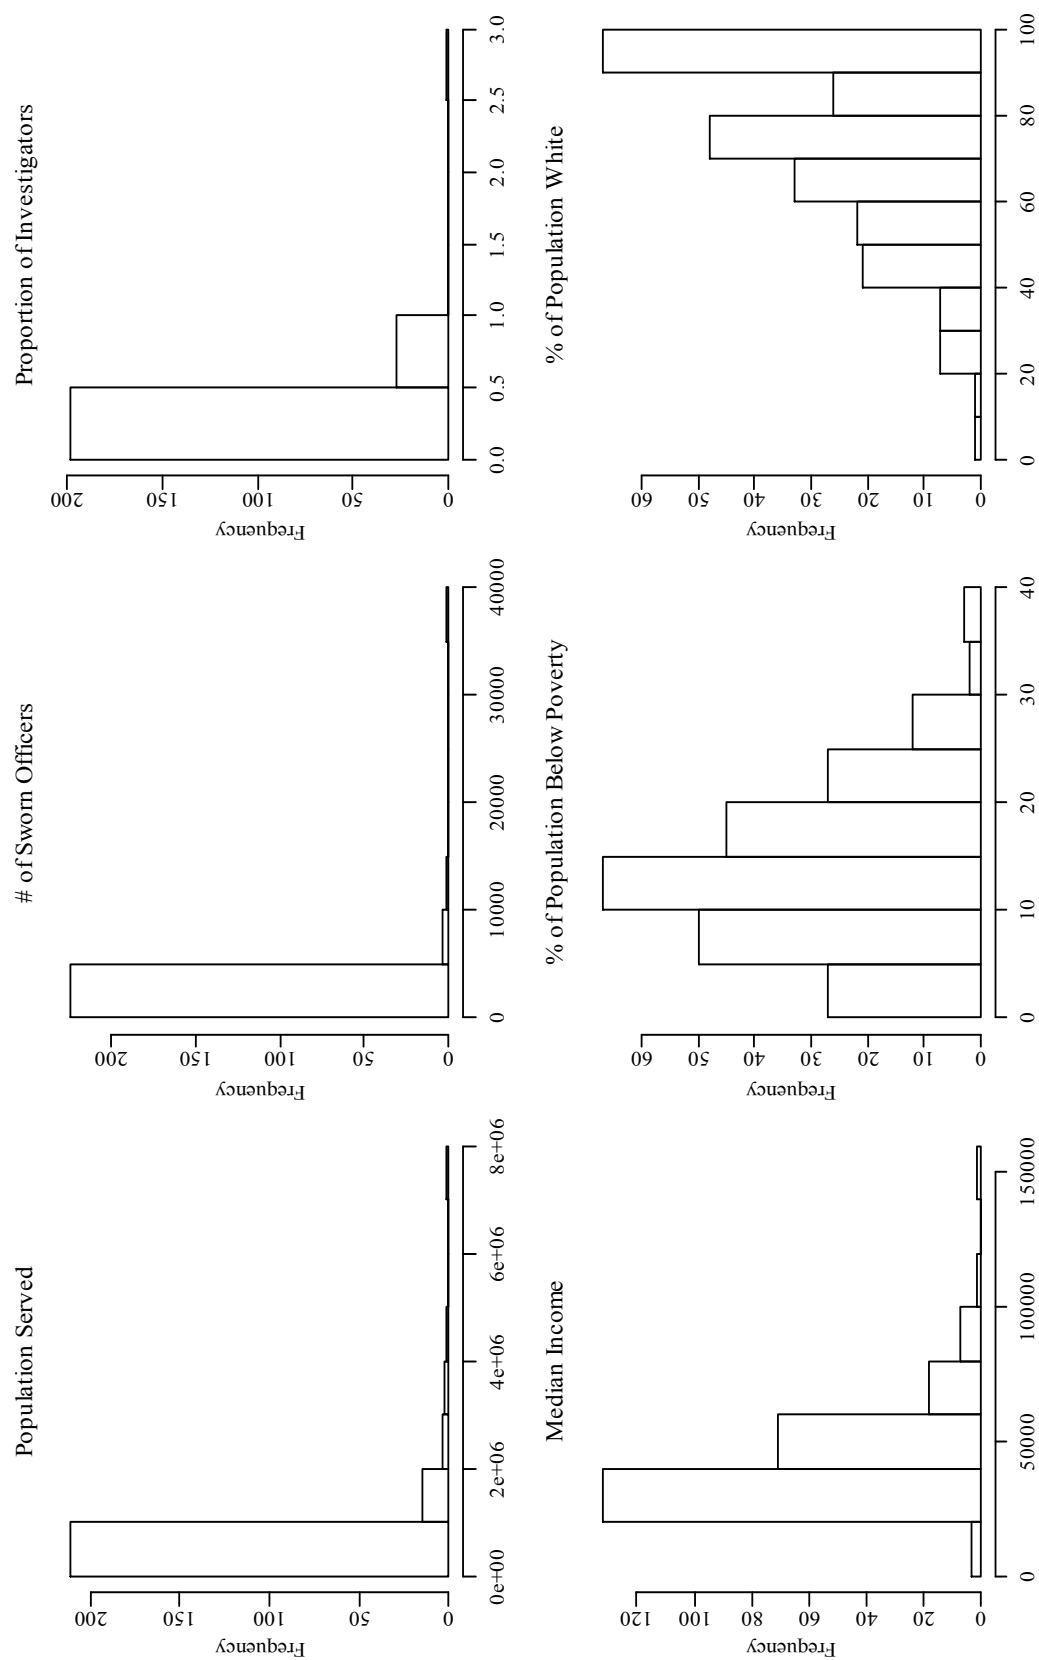 Population Served
Frequency
0 50 100 150 200
0e+00 2e+06 4e+06 6e+06 8e+06
# of Sworn Officers
Frequency
0 50 100 150 200
0 10000 20000 30000 40000
Proportion of Investigators
Frequency
0 50 100 150 200
0.0 0.5 1.0 1.5 2.0 2.5 3.0
Median Income
Frequency
0 20 40 60 80 100 120
0 50000 100000 150000
% of Population Below Poverty
Frequency
0 10 20 30 40 50 60
0 10 20 30 40
% of Population White
Frequency
0 10 20 30 40 50 60
0 20 40 60 80 100